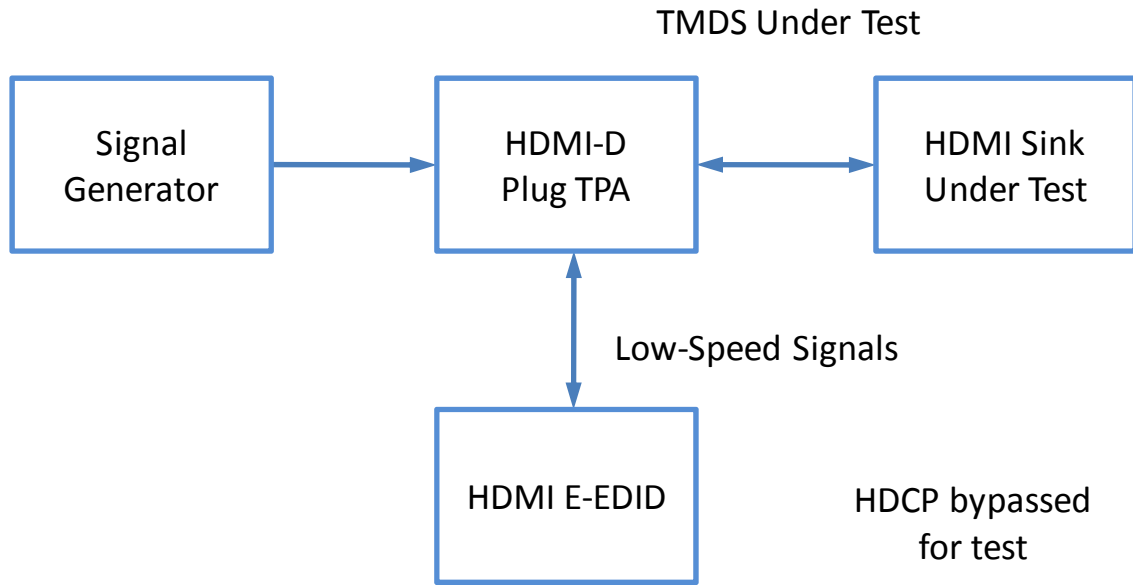 TMDS Under Test
Signal
Generator
HDMI-D
Plug TPA
HDMI Sink
Under Test
Low-Speed Signals
HDMI E-EDID
HDCP bypassed
for test